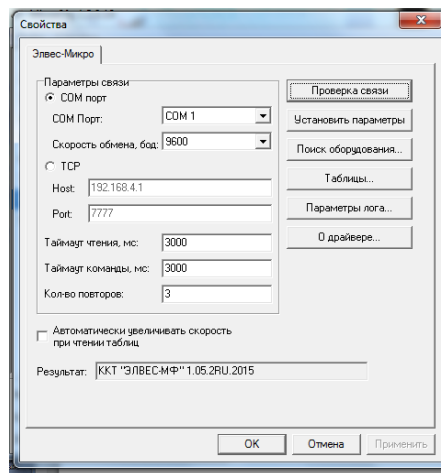 Свойства
Элвес-Микро
Параметры связи
COM порт
COM Порт: COM 1
Скорость обмена, бод: 9600
TCP
Host: 192.168.4.1
Port: 7777
Таймаут чтения, мс: 3000
Таймаут команды, мс: 3000
Кол-во повторов: 3
Автоматически увеличивать скорость
при чтении таблиц
Результат: ККТ "ЭЛВЕС-МФ" 1.05.2RU.2015
Проверка связи
Установить параметры
Поиск оборудования...
Таблицы...
Параметры лога...
О драйвере...
OK
Отмена
Применить